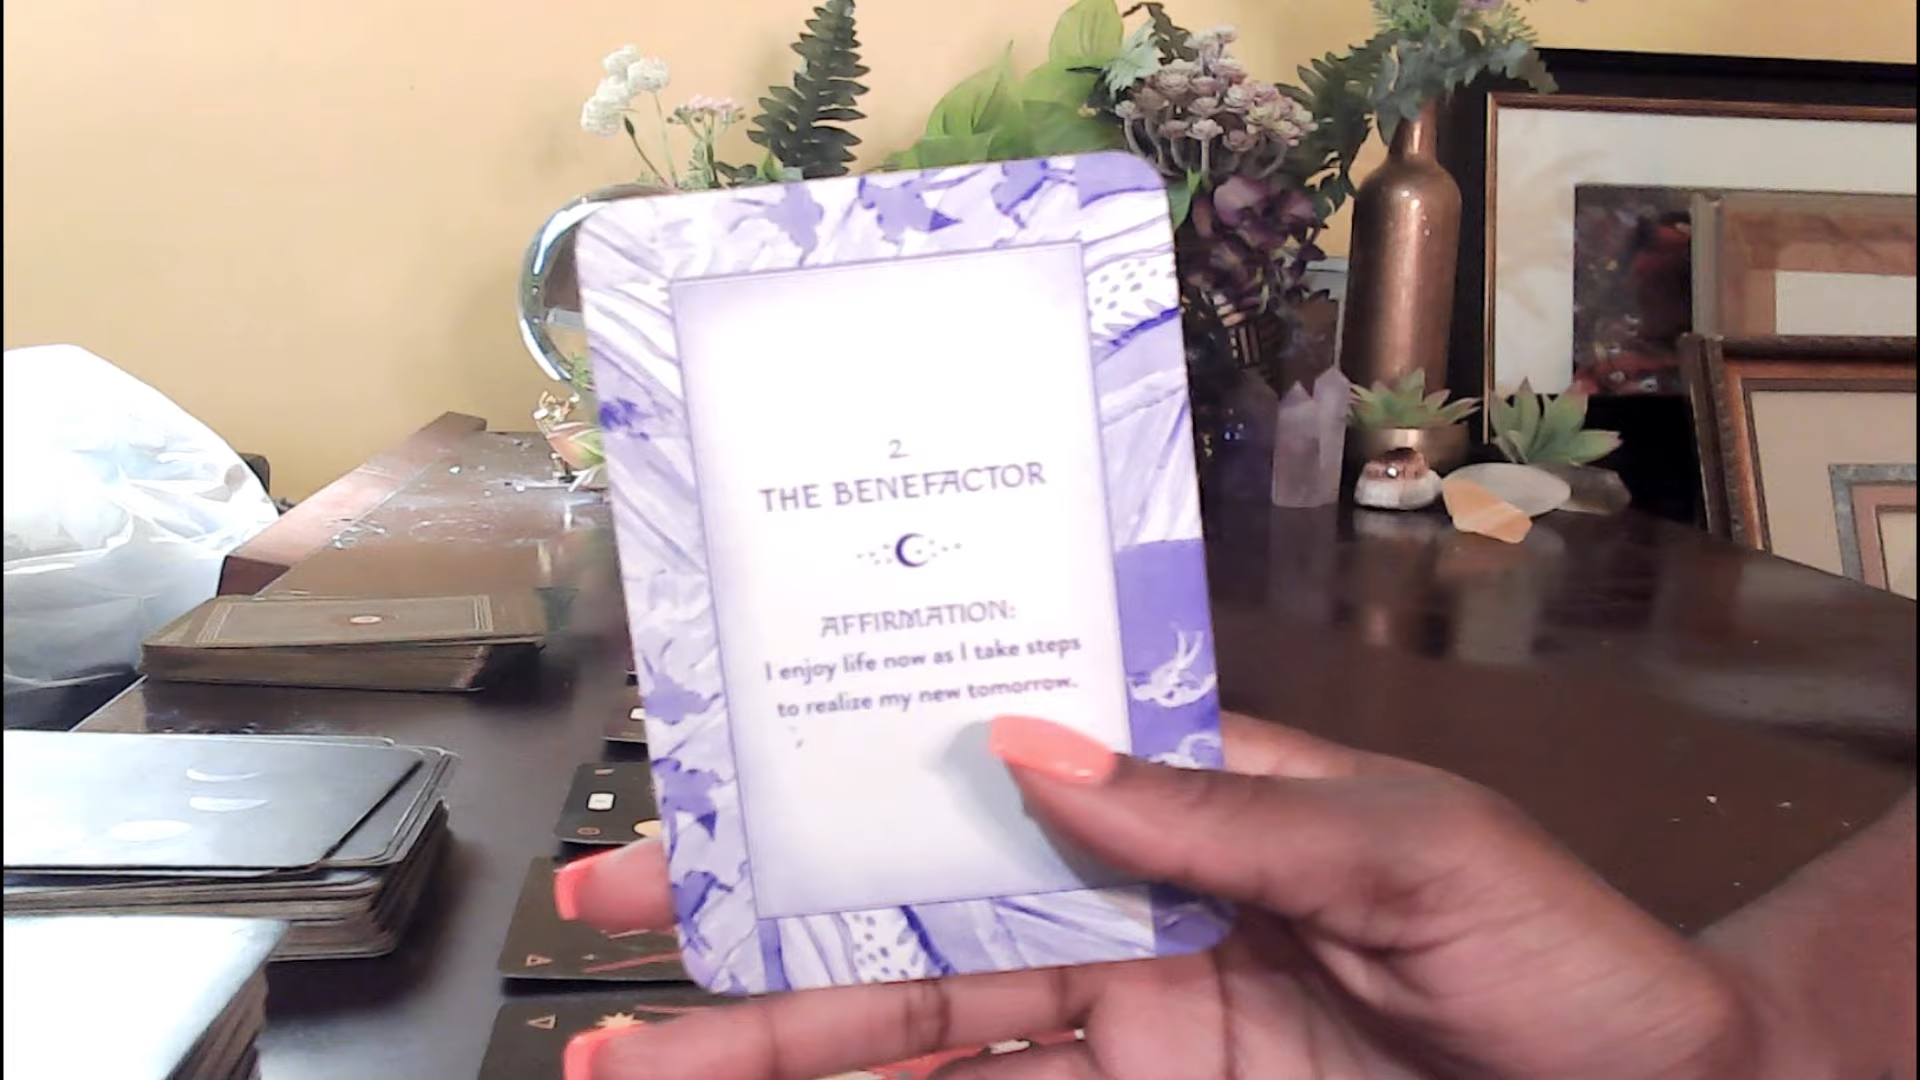 2
THE BENEFACTOR
AFFIRMATION:
I enjoy life now as I take steps
to realize my new tomorrow.